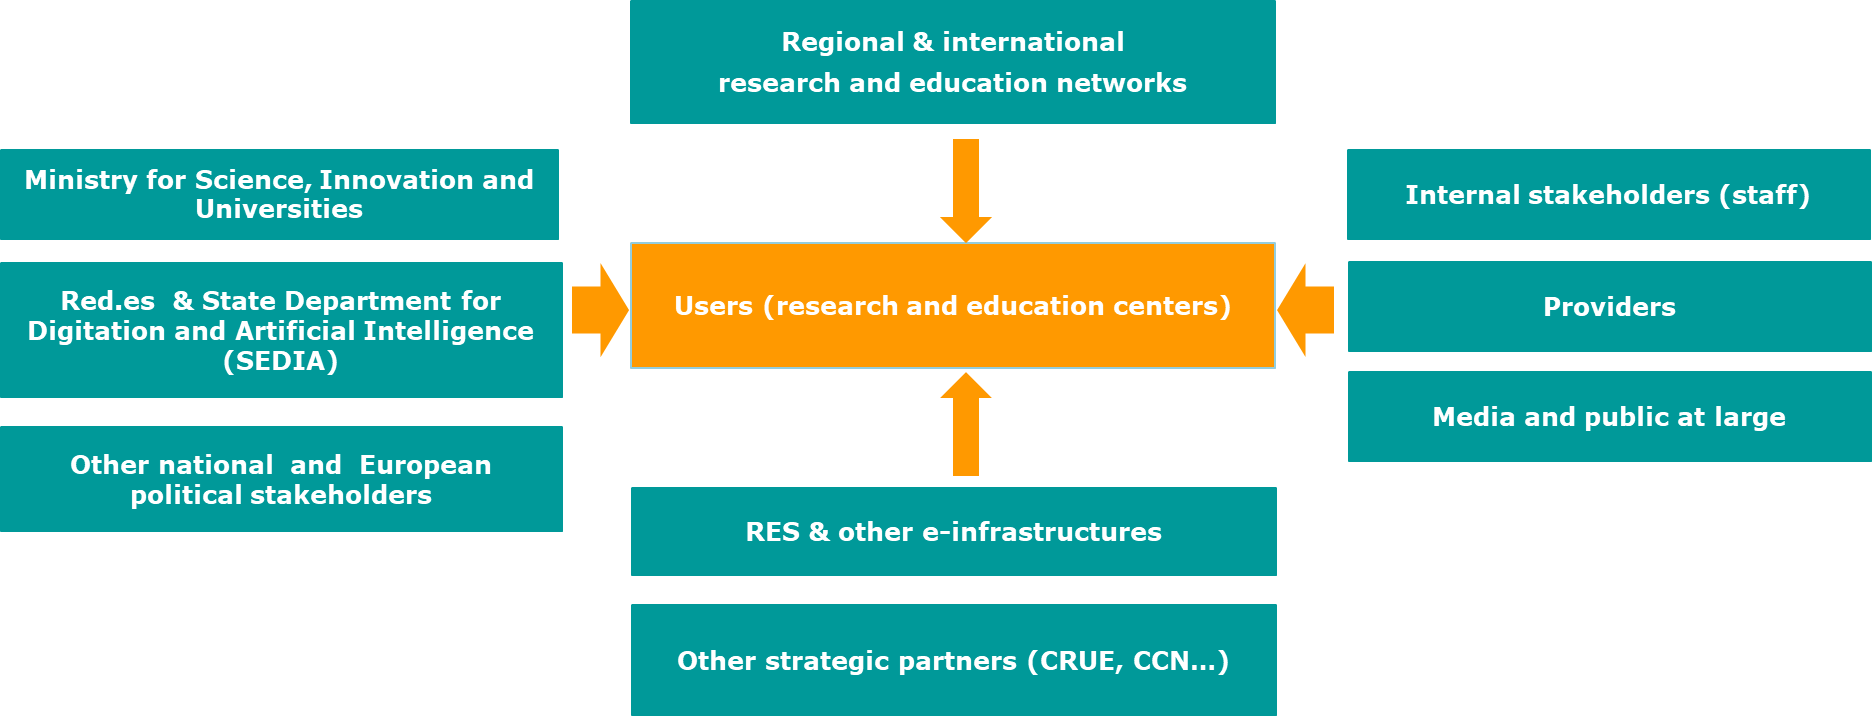 Regional & international
research and education networks
Ministry for Science, Innovation and
Universities
Red.es & State Department for
Digitation and Artificial Intelligence
(SEDIA)
Other national and European
political stakeholders
Users (research and education centers)
Internal stakeholders (staff)
Providers
Media and public at large
RES & other e-infrastructures
Other strategic partners (CRUE, CCN...)